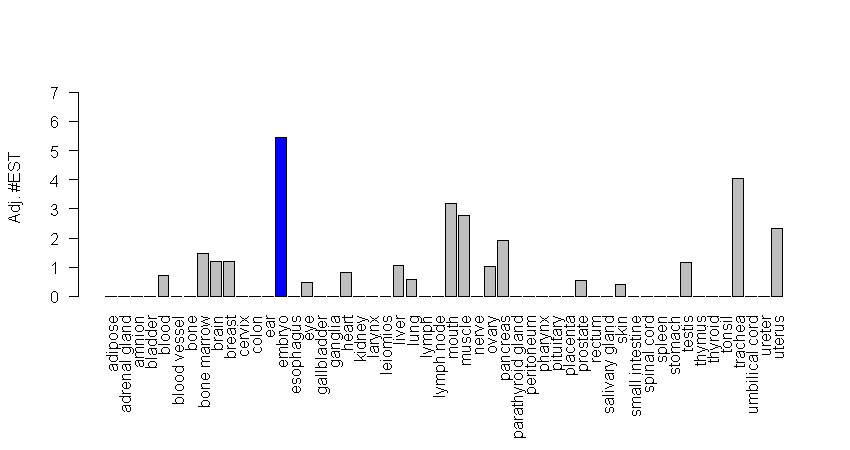 7
6
5
4
3
2
1
0
Adj. #EST
adipose
adrenal gland
amnion
bladder
blood
blood vessel
bone
bone marrow
brain
breast
cervix
colon
ear
embryo
esophagus
eye
gallbladder
ganglia
heart
kidney
larynx
leiomios
liver
lung
lymph
lymph node
mouth
muscle
nerve
ovary
pancreas
parathyroid gland
peritoneum
pharynx
pituitary
placenta
prostate
rectum
salivary gland
skin
small intestine
spinal cord
spleen
stomach
testis
thymus
thyroid
tonsil
trachea
umbilical cord
ureter
uterus